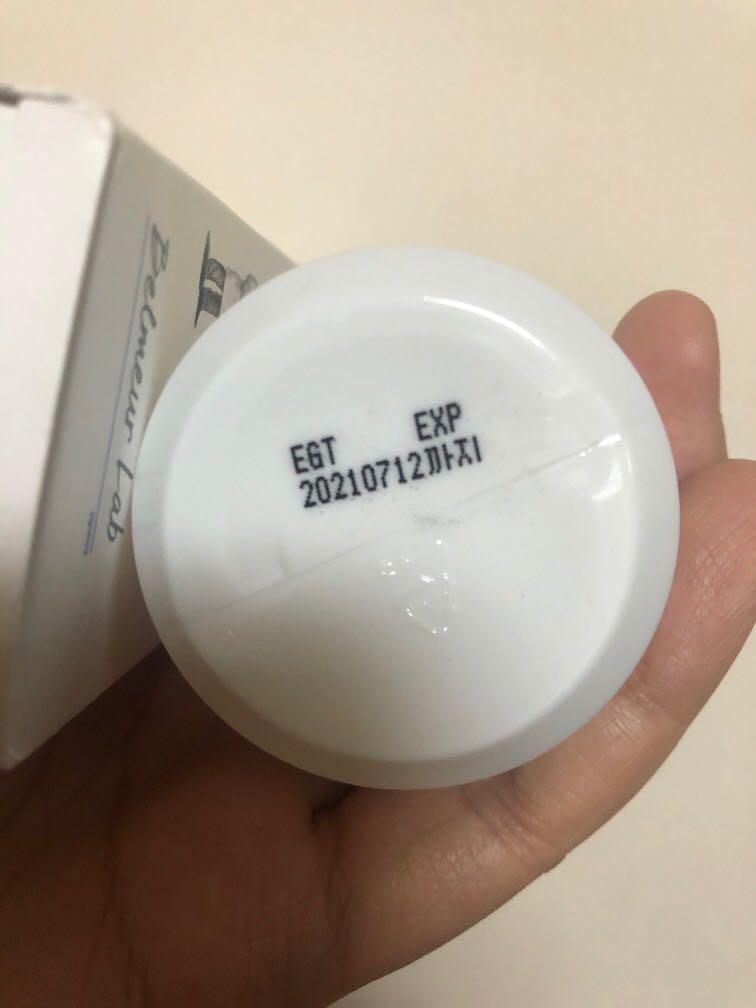 EGT EXP
20210712까지
Belmeur Lab